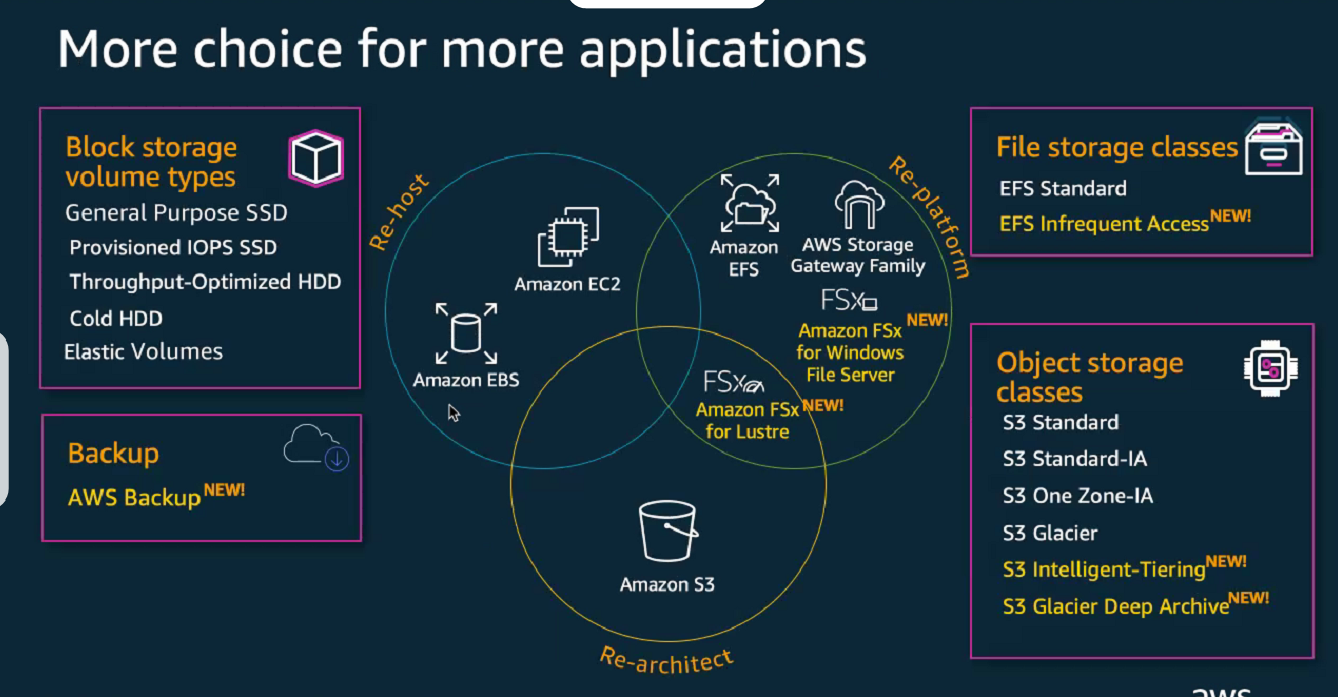 More choice for more applications
Block storage
volume types
General Purpose SSD
Provisioned IOPS SSD
Throughput-Optimized HDD
Cold HDD
Elastic Volumes
Backup
AWS Backup NEW!
Re-host
Amazon EC2
Amazon EBS
Re-platform
Amazon
EFS
AWS Storage
Gateway Family
FSx
Amazon FSx NEW!
for Windows
File Server
FSx
Amazon FSx NEW!
for Lustre
Amazon S3
Re-architect
File storage classes
EFS Standard
EFS Infrequent Access NEW!
Object storage
classes
S3 Standard
S3 Standard-IA
S3 One Zone-IA
S3 Glacier
S3 Intelligent-Tiering NEW!
S3 Glacier Deep Archive NEW!
aws